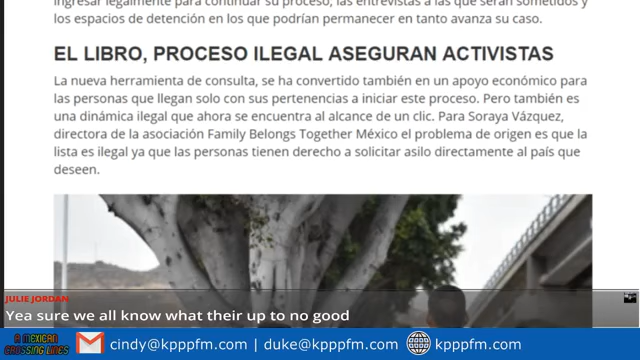 ingresar legalmente para continuar su proceso, las entrevistas a las que serán sometidos y
los espacios de detención en los que podrían permanecer en tanto avanza su caso.
EL LIBRO, PROCESO ILEGAL ASEGURAN ACTIVISTAS
La nueva herramienta de consulta, se ha convertido también en un apoyo económico para
las personas que llegan solo con sus pertenencias a iniciar este proceso. Pero también es
una dinámica ilegal que ahora se encuentra al alcance de un clic. Para Soraya Vázquez,
directora de la asociación Family Belongs Together México el problema de origen es que la
lista es ilegal ya que las personas tienen derecho a solicitar asilo directamente al país que
deseen.
JULIE JORDAN
Yea sure we all know what their up to no good
A MEXICAN
CROSSING LINES
cindy@kpppfm.com | duke@kpppfm.com
kpppfm.com